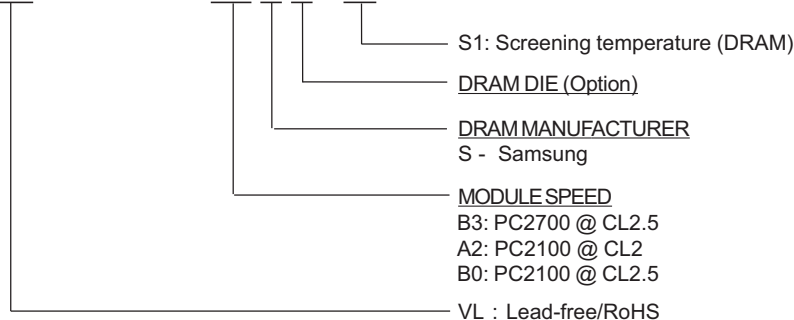 S1: Screening temperature (DRAM)
DRAM DIE (Option)
DRAM MANUFACTURER
S - Samsung
MODULE SPEED
B3: PC2700 @ CL2.5
A2: PC2100 @ CL2
B0: PC2100 @ CL2.5
VL : Lead-free/RoHS